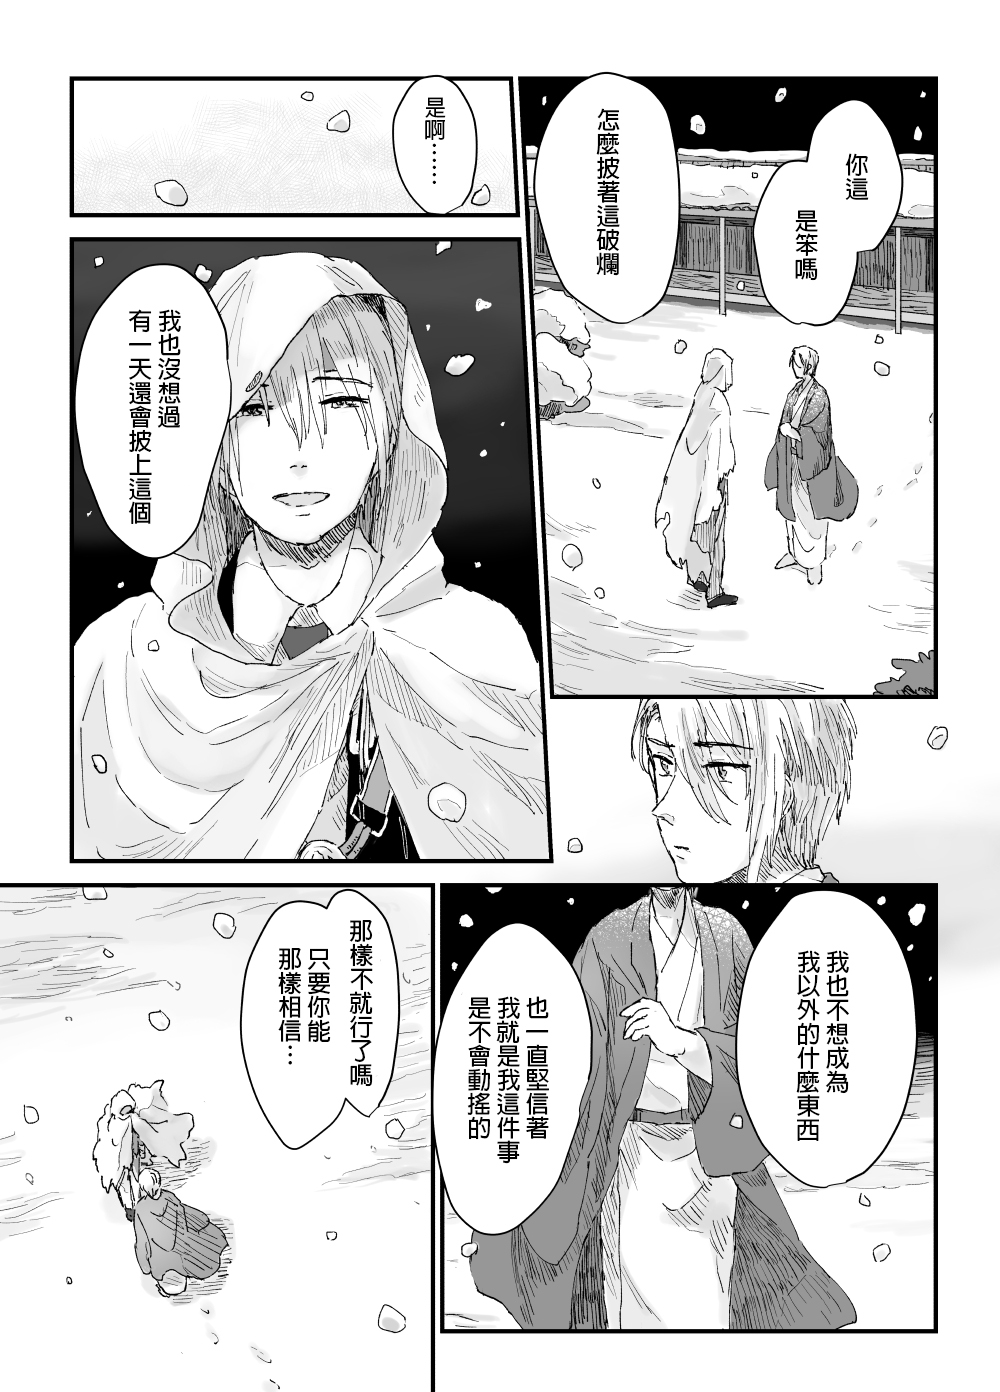 你這
是笨嗎
怎麼披著這破爛
是啊……
我也沒想過
有一天還會披上這個
我也不想成為
我以外的什麼東西
也一直堅信著
我就是我這件事
是不會動搖的
那樣不就行了嗎
只要你能
那樣相信…